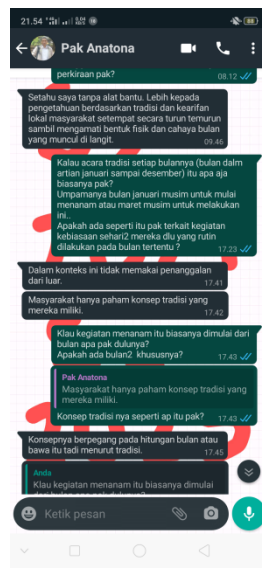 21.54
Pak Anatona
perkiraan pak?
08.12
Setahu saya tanpa alat bantu. Lebih kepada
pengetahuan berdasarkan tradisi dan kearifan
lokal masyarakat setempat secara turun temurun
sambil mengamati bentuk fisik dan cahaya bulan
yang muncul di langit.
09.46
Kalau acara tradisi setiap bulannya (bulan dalm
artian januari sampai desember) itu apa aja
biasanya pak?
Umpamanya bulan januari musim untuk mulai
menanam atau maret musim untuk melakukan
ini..
Apakah ada seperti itu pak terkait kegiatan
kebiasaan sehari2 mereka dlu yang rutin
dilakukan pada bulan tertentu ?
17.23
Dalam konteks ini tidak memakai penanggalan
dari luar.
17.41
Masyarakat hanya paham konsep tradisi yang
mereka miliki.
17.42
Klau kegiatan menanam itu biasanya dimulai dari
bulan apa pak dulunya?
Apakah ada bulan2 khususnya?
17.43
Pak Anatona
Masyarakat hanya paham konsep tradisi yang
mereka miliki.
Konsep tradisi nya seperti ap itu pak?
17.43
Konsepnya berpegang pada hitungan bulan atau
bawa itu tadi menurut tradisi.
17.45
Anda
Klau kegiatan menanam itu biasanya dimulai
dari bulan apa pak dulunya?
Ketik pesan